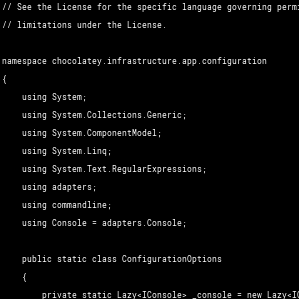 // See the License for the specific language governing permi
// limitations under the License.
namespace chocolatey.infrastructure.app.configuration
{
using System;
using System.Collections.Generic;
using System.ComponentModel;
using System.Linq;
using System.Text.RegularExpressions;
using adapters;
using commandline;
using Console = adapters.Console;
public static class ConfigurationOptions
{
private static Lazy<IConsole> _console = new Lazy<IC